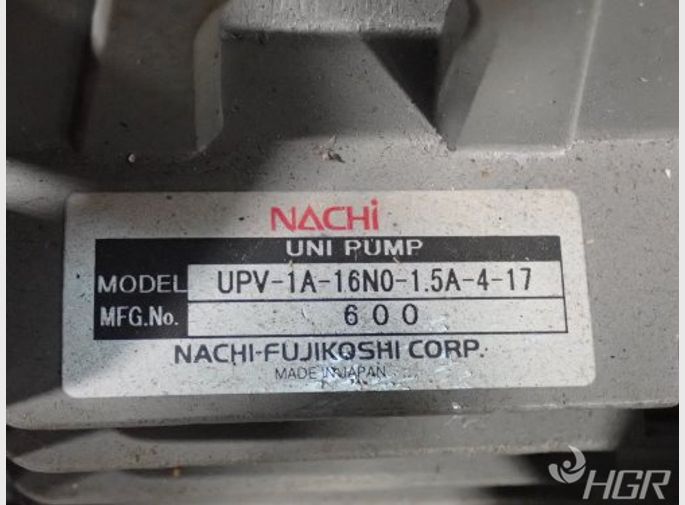 NACHi
UNI PUMP
MODEL UPV-1A-16N0-1.5A-4-17
MFG.No. 600
NACHI-FUJIKOSHI CORP.
MADE IN JAPAN
HGR